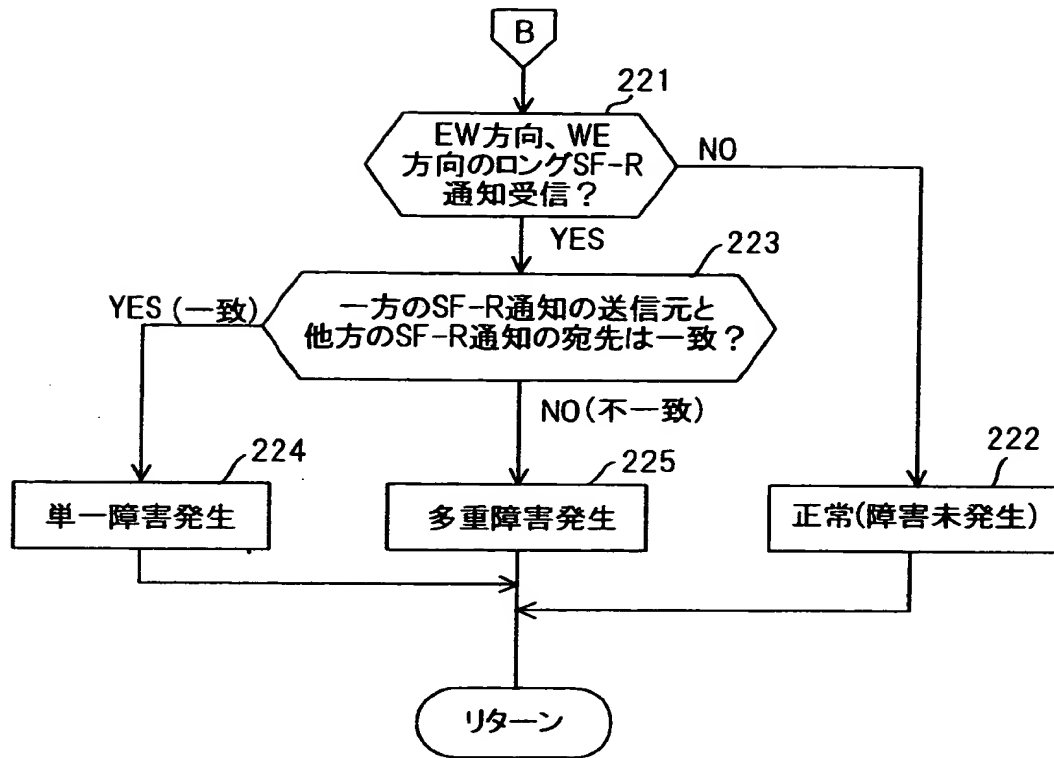 B
221
EW方向、WE
方向のロングSF-R
通知受信？
NO
YES
223
一方のSF-R通知の送信元と
他方のSF-R通知の宛先は一致？
YES(一致)
NO(不一致)
224
単一障害発生
225
多重障害発生
222
正常(障害未発生)
リターン